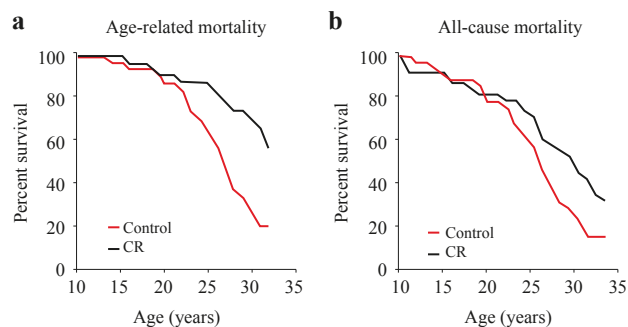 a
Age-related mortality
Percent survival
100
80
60
40
20
0
Control
CR
10 15 20 25 30 35
Age (years)
b
All-cause mortality
Percent survival
100
80
60
40
20
0
Control
CR
10 15 20 25 30 35
Age (years)